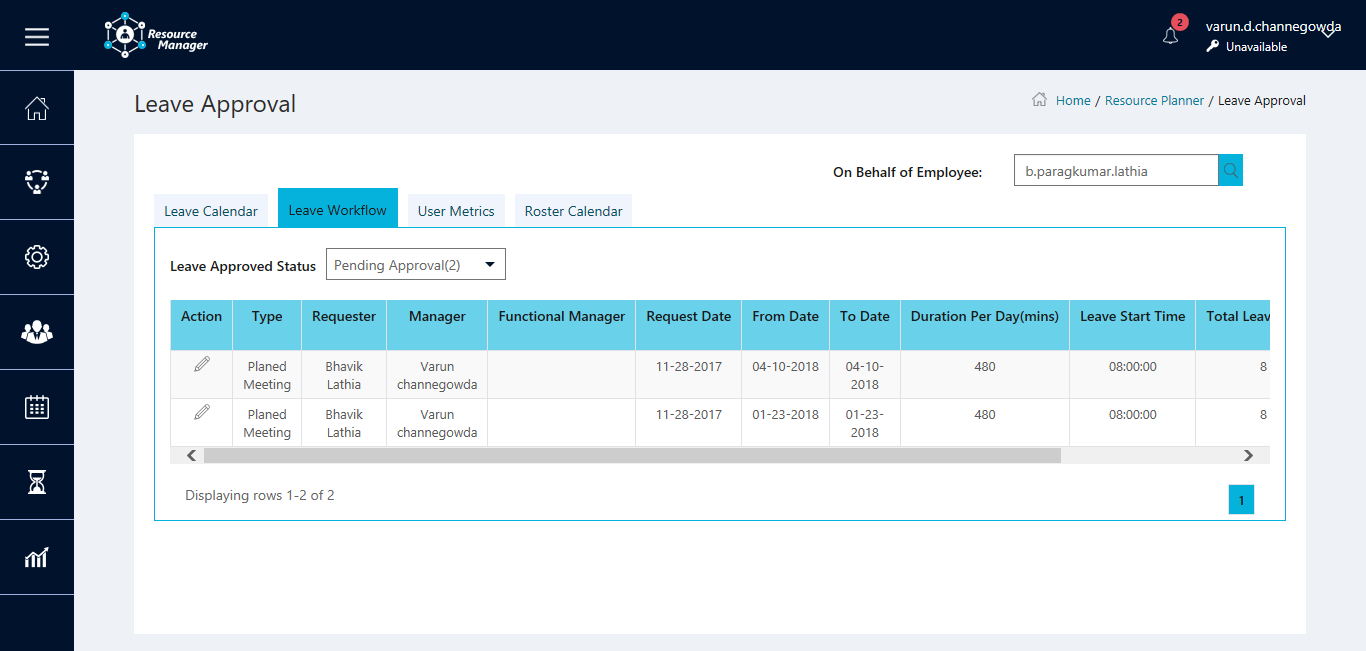 Resource
Manager
2
varun.d.channegowda
Unavailable
Leave Approval
Home / Resource Planner / Leave Approval
On Behalf of Employee: b.paragkumar.lathia
Leave Calendar Leave Workflow User Metrics Roster Calendar
Leave Approved Status Pending Approval(2)
Action Type Requester Manager Functional Manager Request Date From Date To Date Duration Per Day(mins) Leave Start Time Total Leav
Planed Bhavik Varun 11-28-2017 04-10-2018 04-10- 480 08:00:00 8
Meeting Lathia channegowda 2018
Planed Bhavik Varun 11-28-2017 01-23-2018 01-23- 480 08:00:00 8
Meeting Lathia channegowda 2018
Displaying rows 1-2 of 2
1